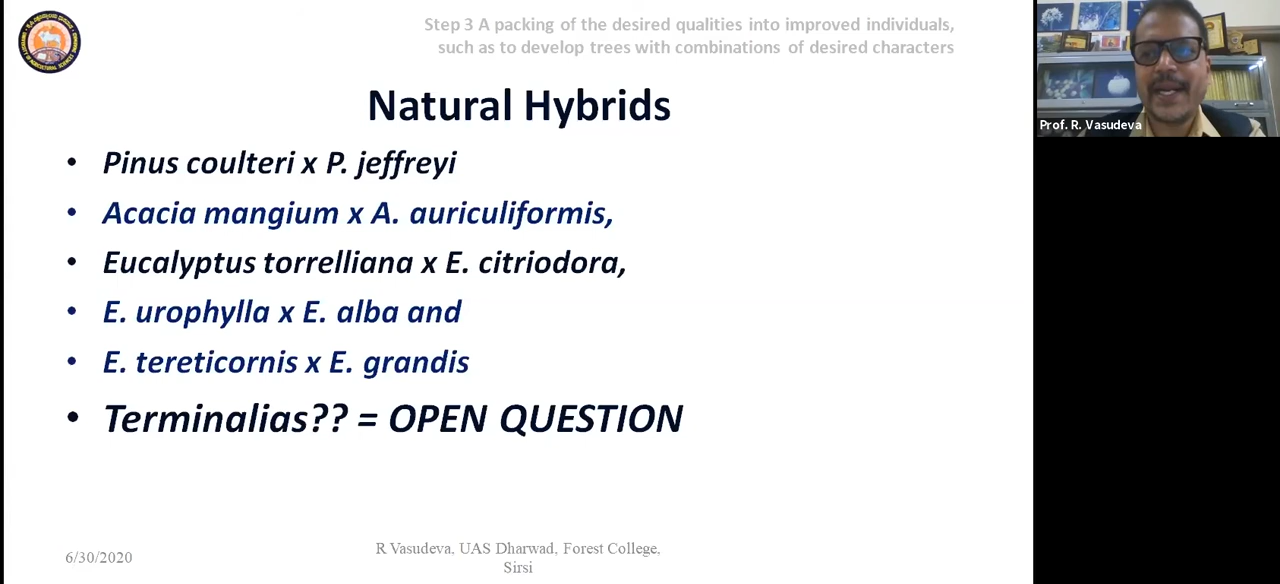 Step 3 A packing of the desired qualities into improved individuals,
such as to develop trees with combinations of desired characters
Natural Hybrids
• Pinus coulteri x P. jeffreyi
• Acacia mangium x A. auriculiformis,
• Eucalyptus torrelliana x E. citriodora,
• E. urophylla x E. alba and
• E. tereticornis x E. grandis
• Terminalias?? = OPEN QUESTION
6/30/2020
R Vasudeva, UAS Dharwad, Forest College,
Sirsi
Prof. R. Vasudeva